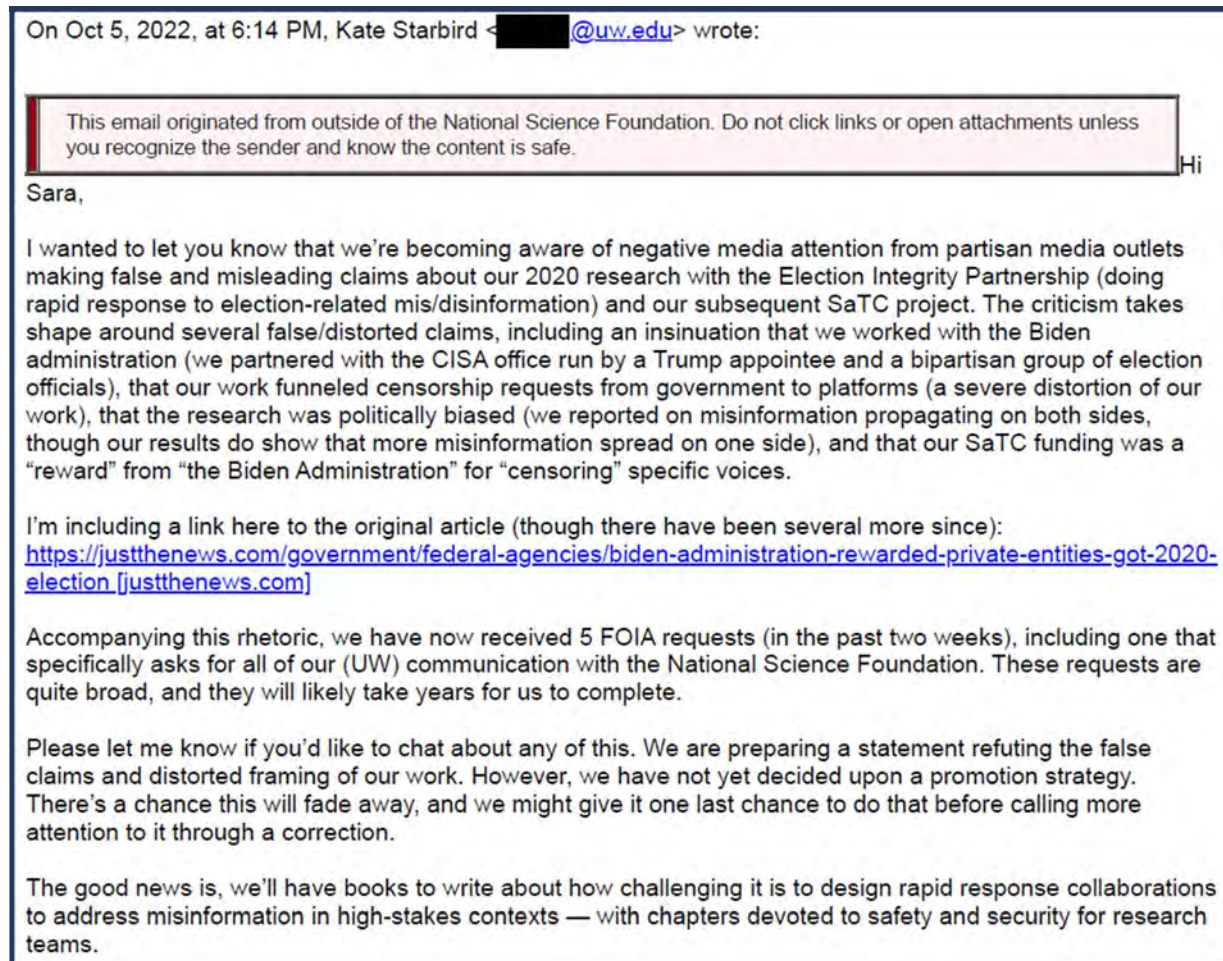 On Oct 5, 2022, at 6:14 PM, Kate Starbird < @uw.edu> wrote:
This email originated from outside of the National Science Foundation. Do not click links or open attachments unless
you recognize the sender and know the content is safe.
Hi
Sara,
I wanted to let you know that we're becoming aware of negative media attention from partisan media outlets
making false and misleading claims about our 2020 research with the Election Integrity Partnership (doing
rapid response to election-related mis/disinformation) and our subsequent SaTC project. The criticism takes
shape around several false/distorted claims, including an insinuation that we worked with the Biden
administration (we partnered with the CISA office run by a Trump appointee and a bipartisan group of election
officials), that our work funneled censorship requests from government to platforms (a severe distortion of our
work), that the research was politically biased (we reported on misinformation propagating on both sides,
though our results do show that more misinformation spread on one side), and that our SaTC funding was a
"reward" from "the Biden Administration" for "censoring" specific voices.
I'm including a link here to the original article (though there have been several more since):
https://justthenews.com/government/federal-agencies/biden-administration-rewarded-private-entities-got-2020-
election [justthenews.com]
Accompanying this rhetoric, we have now received 5 FOIA requests (in the past two weeks), including one that
specifically asks for all of our (UW) communication with the National Science Foundation. These requests are
quite broad, and they will likely take years for us to complete.
Please let me know if you'd like to chat about any of this. We are preparing a statement refuting the false
claims and distorted framing of our work. However, we have not yet decided upon a promotion strategy.
There's a chance this will fade away, and we might give it one last chance to do that before calling more
attention to it through a correction.
The good news is, we'll have books to write about how challenging it is to design rapid response collaborations
to address misinformation in high-stakes contexts — with chapters devoted to safety and security for research
teams.